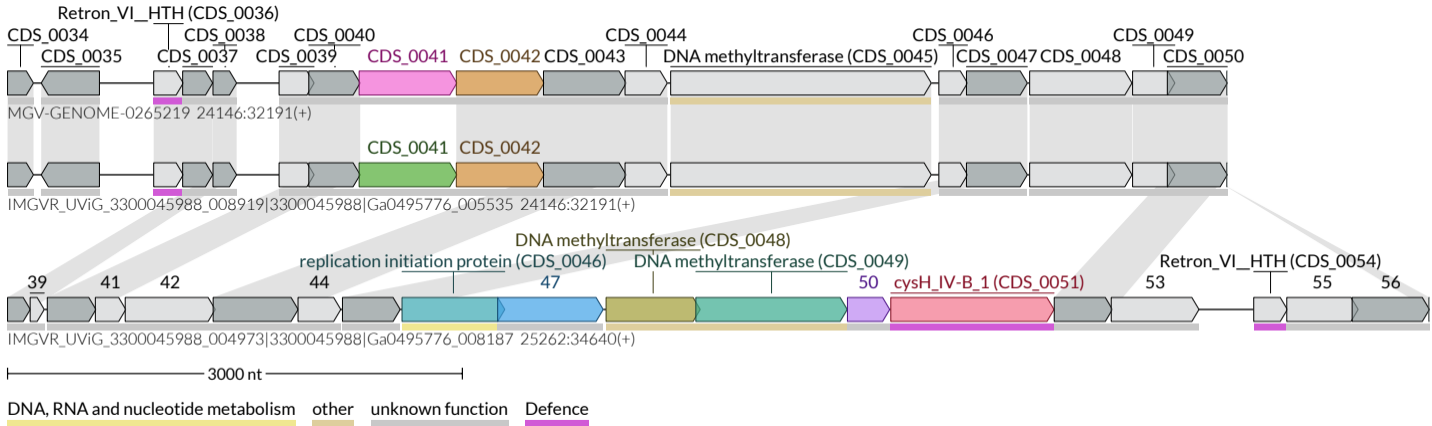 Retron_VI__HTH (CDS_0036)
CDS_0034 CDS_0038 CDS_0040 CDS_0044 CDS_0046 CDS_0049
CDS_0035 CDS_0037 CDS_0039 CDS_0041 CDS_0042 CDS_0043 DNA methyltransferase (CDS_0045) CDS_0047 CDS_0048 CDS_0050
MGV-GENOME-0265219 24146:32191(+)
CDS_0041 CDS_0042
IMGVR_UViG_3300045988_008919|3300045988|Ga0495776_005535 24146:32191(+)
DNA methyltransferase (CDS_0048)
replication initiation protein (CDS_0046) DNA methyltransferase (CDS_0049) Retron_VI__HTH (CDS_0054)
39 41 42 44 47 50 cysH_IV-B_1 (CDS_0051) 53 55 56
IMGVR_UViG_3300045988_004973|3300045988|Ga0495776_008187 25262:34640(+)
3000 nt
DNA, RNA and nucleotide metabolism other unknown function Defence